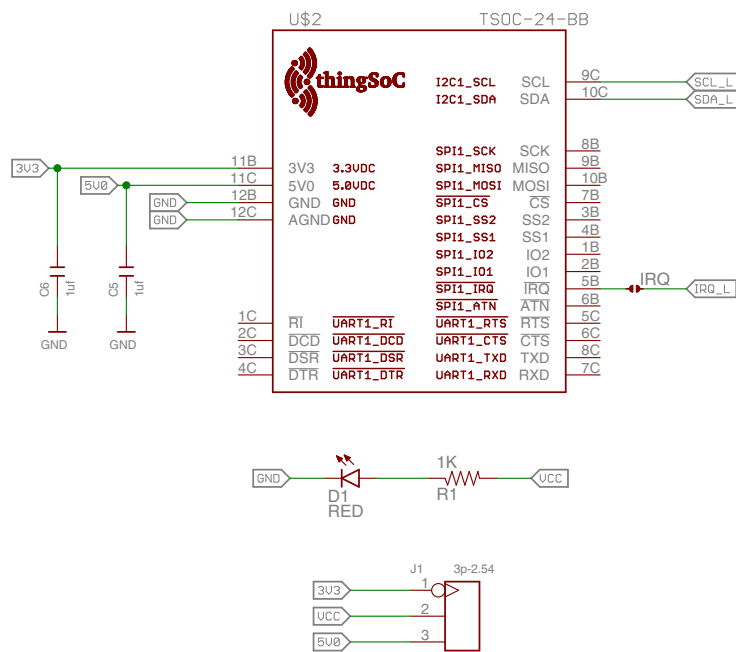 U$2 TSOC-24-BB
thingSoC
I2C1_SCL SCL 9C SCL_L
I2C1_SDA SDA 10C SDA_L
SPI1_SCK SCK 8B
3V3 11B 3V3 3.3VDC SPI1_MISO MISO 9B
5V0 11C 5V0 5.0VDC SPI1_MOSI MOSI 10B
GND 12B GND GND SPI1_CS CS 7B
GND 12C AGND GND SPI1_SS2 SS2 3B
SPI1_SS1 SS1 4B
SPI1_IO2 IO2 1B
SPI1_IO1 IO1 2B
C6 1uf C5 1uf
SPI1_IRQ IRQ 5B IRQ IRQ_L
SPI1_ATN ATN 6B
1C RI UART1_RI UART1_RTS RTS 5C
2C DCD UART1_DCD UART1_CTS CTS 6C
GND GND
3C DSR UART1_DSR UART1_TXD TXD 8C
4C DTR UART1_DTR UART1_RXD RXD 7C
1K
GND VCC
D1 R1
RED
J1 3p-2.54
3V3 1
VCC 2
5V0 3